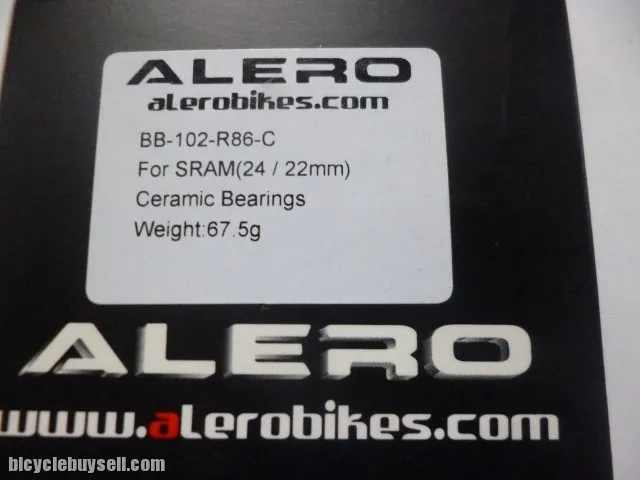 ALERO
alerobikes.com
BB-102-R86-C
For SRAM(24 / 22mm)
Ceramic Bearings
Weight:67.5g
ALERO
www.alerobikes.com
bicyclebuysell.com